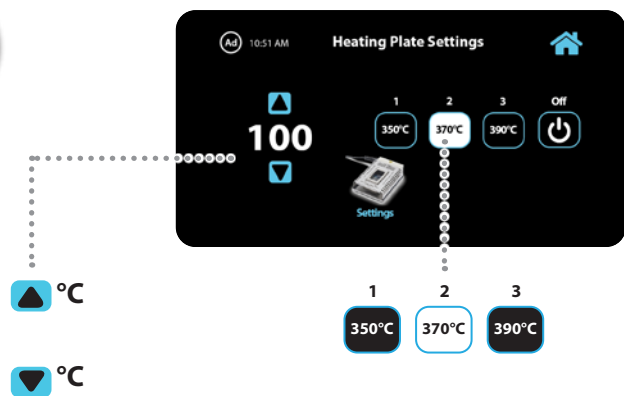 Ad 10:51 AM Heating Plate Settings
1 2 3 Off
100 350°C 370°C 390°C
Settings
°C
1 2 3
350°C 370°C 390°C
°C